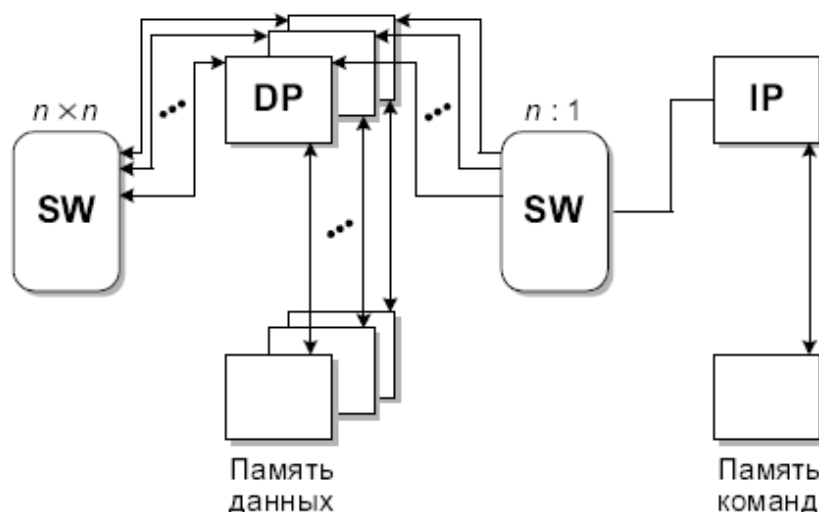 n × n
DP
n : 1
IP
SW
SW
Память
данных
Память
команд